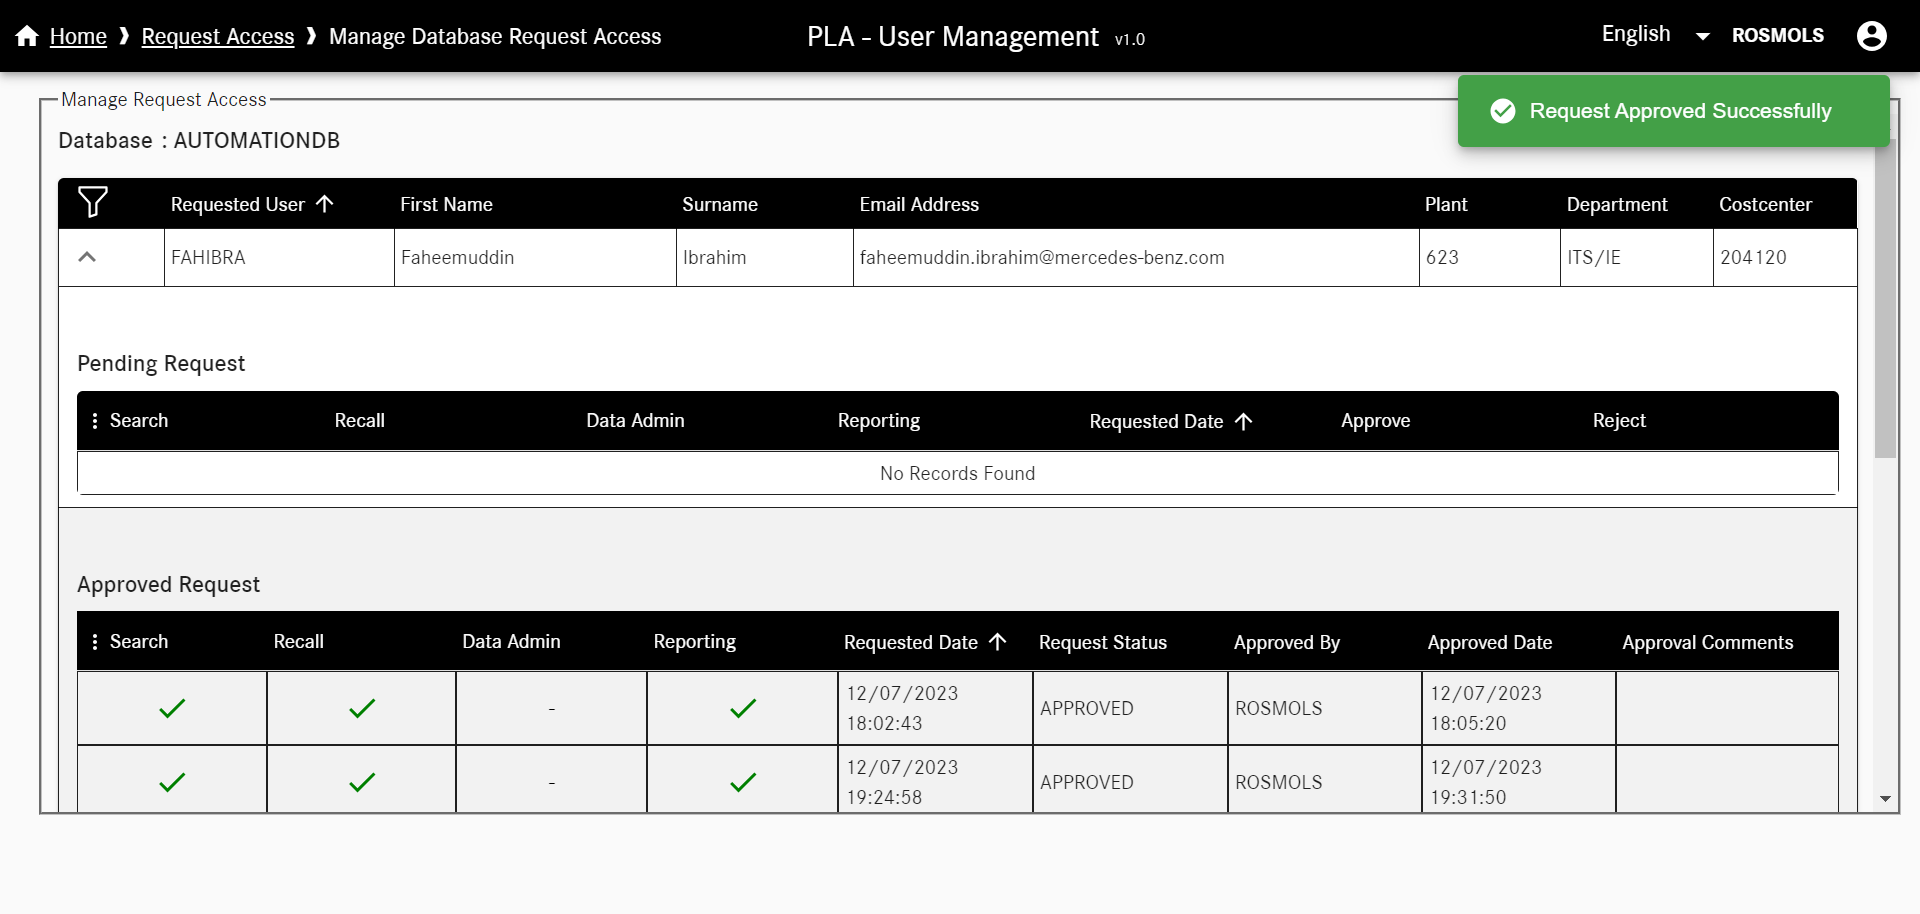 Home ❱ Request Access ❱ Manage Database Request Access
PLA - User Management v1.0
English
ROSMOLS
Request Approved Successfully
Manage Request Access
Database : AUTOMATIONDB
Requested User First Name Surname Email Address Plant Department Costcenter
FAHIBRA Faheemuddin Ibrahim faheemuddin.ibrahim@mercedes-benz.com 623 ITS/IE 204120
Pending Request
Search Recall Data Admin Reporting Requested Date Approve Reject
No Records Found
Approved Request
Search Recall Data Admin Reporting Requested Date Request Status Approved By Approved Date Approval Comments
- 12/07/2023 18:02:43 APPROVED ROSMOLS 12/07/2023 18:05:20
- 12/07/2023 19:24:58 APPROVED ROSMOLS 12/07/2023 19:31:50